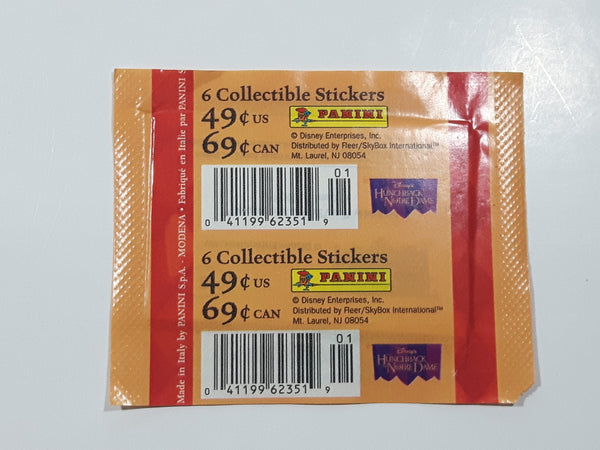 6 Collectible Stickers
49¢ US
PANINI
69¢ CAN
© Disney Enterprises, Inc.
Distributed by Fleer/SkyBox International™
Mt. Laurel, NJ 08054
01
0 41199 62351 9
Disney's
HUNCHBACK
OF NOTRE DAME
6 Collectible Stickers
49¢ US
PANINI
69¢ CAN
© Disney Enterprises, Inc.
Distributed by Fleer/SkyBox International™
Mt. Laurel, NJ 08054
01
0 41199 62351 9
Disney's
HUNCHBACK
OF NOTRE DAME
Made in Italy by PANINI S.p.A. - MODENA • Fabriqué en Italie par PANINI S